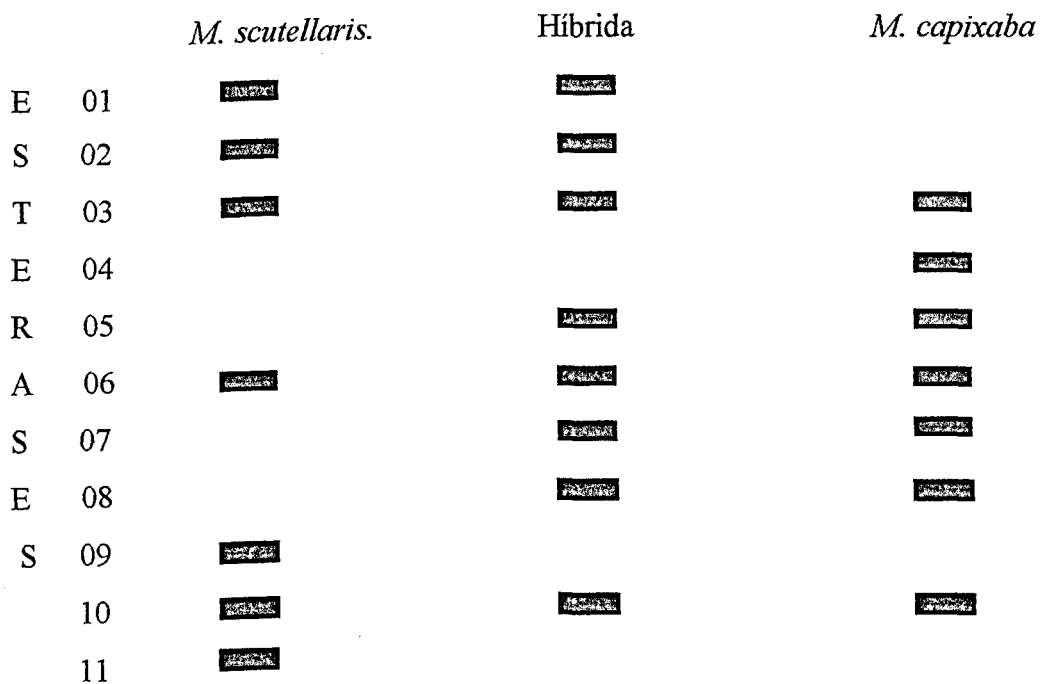 M. scutellaris. Híbrida M. capixaba
E 01
S 02
T 03
E 04
R 05
A 06
S 07
E 08
S 09
10
11